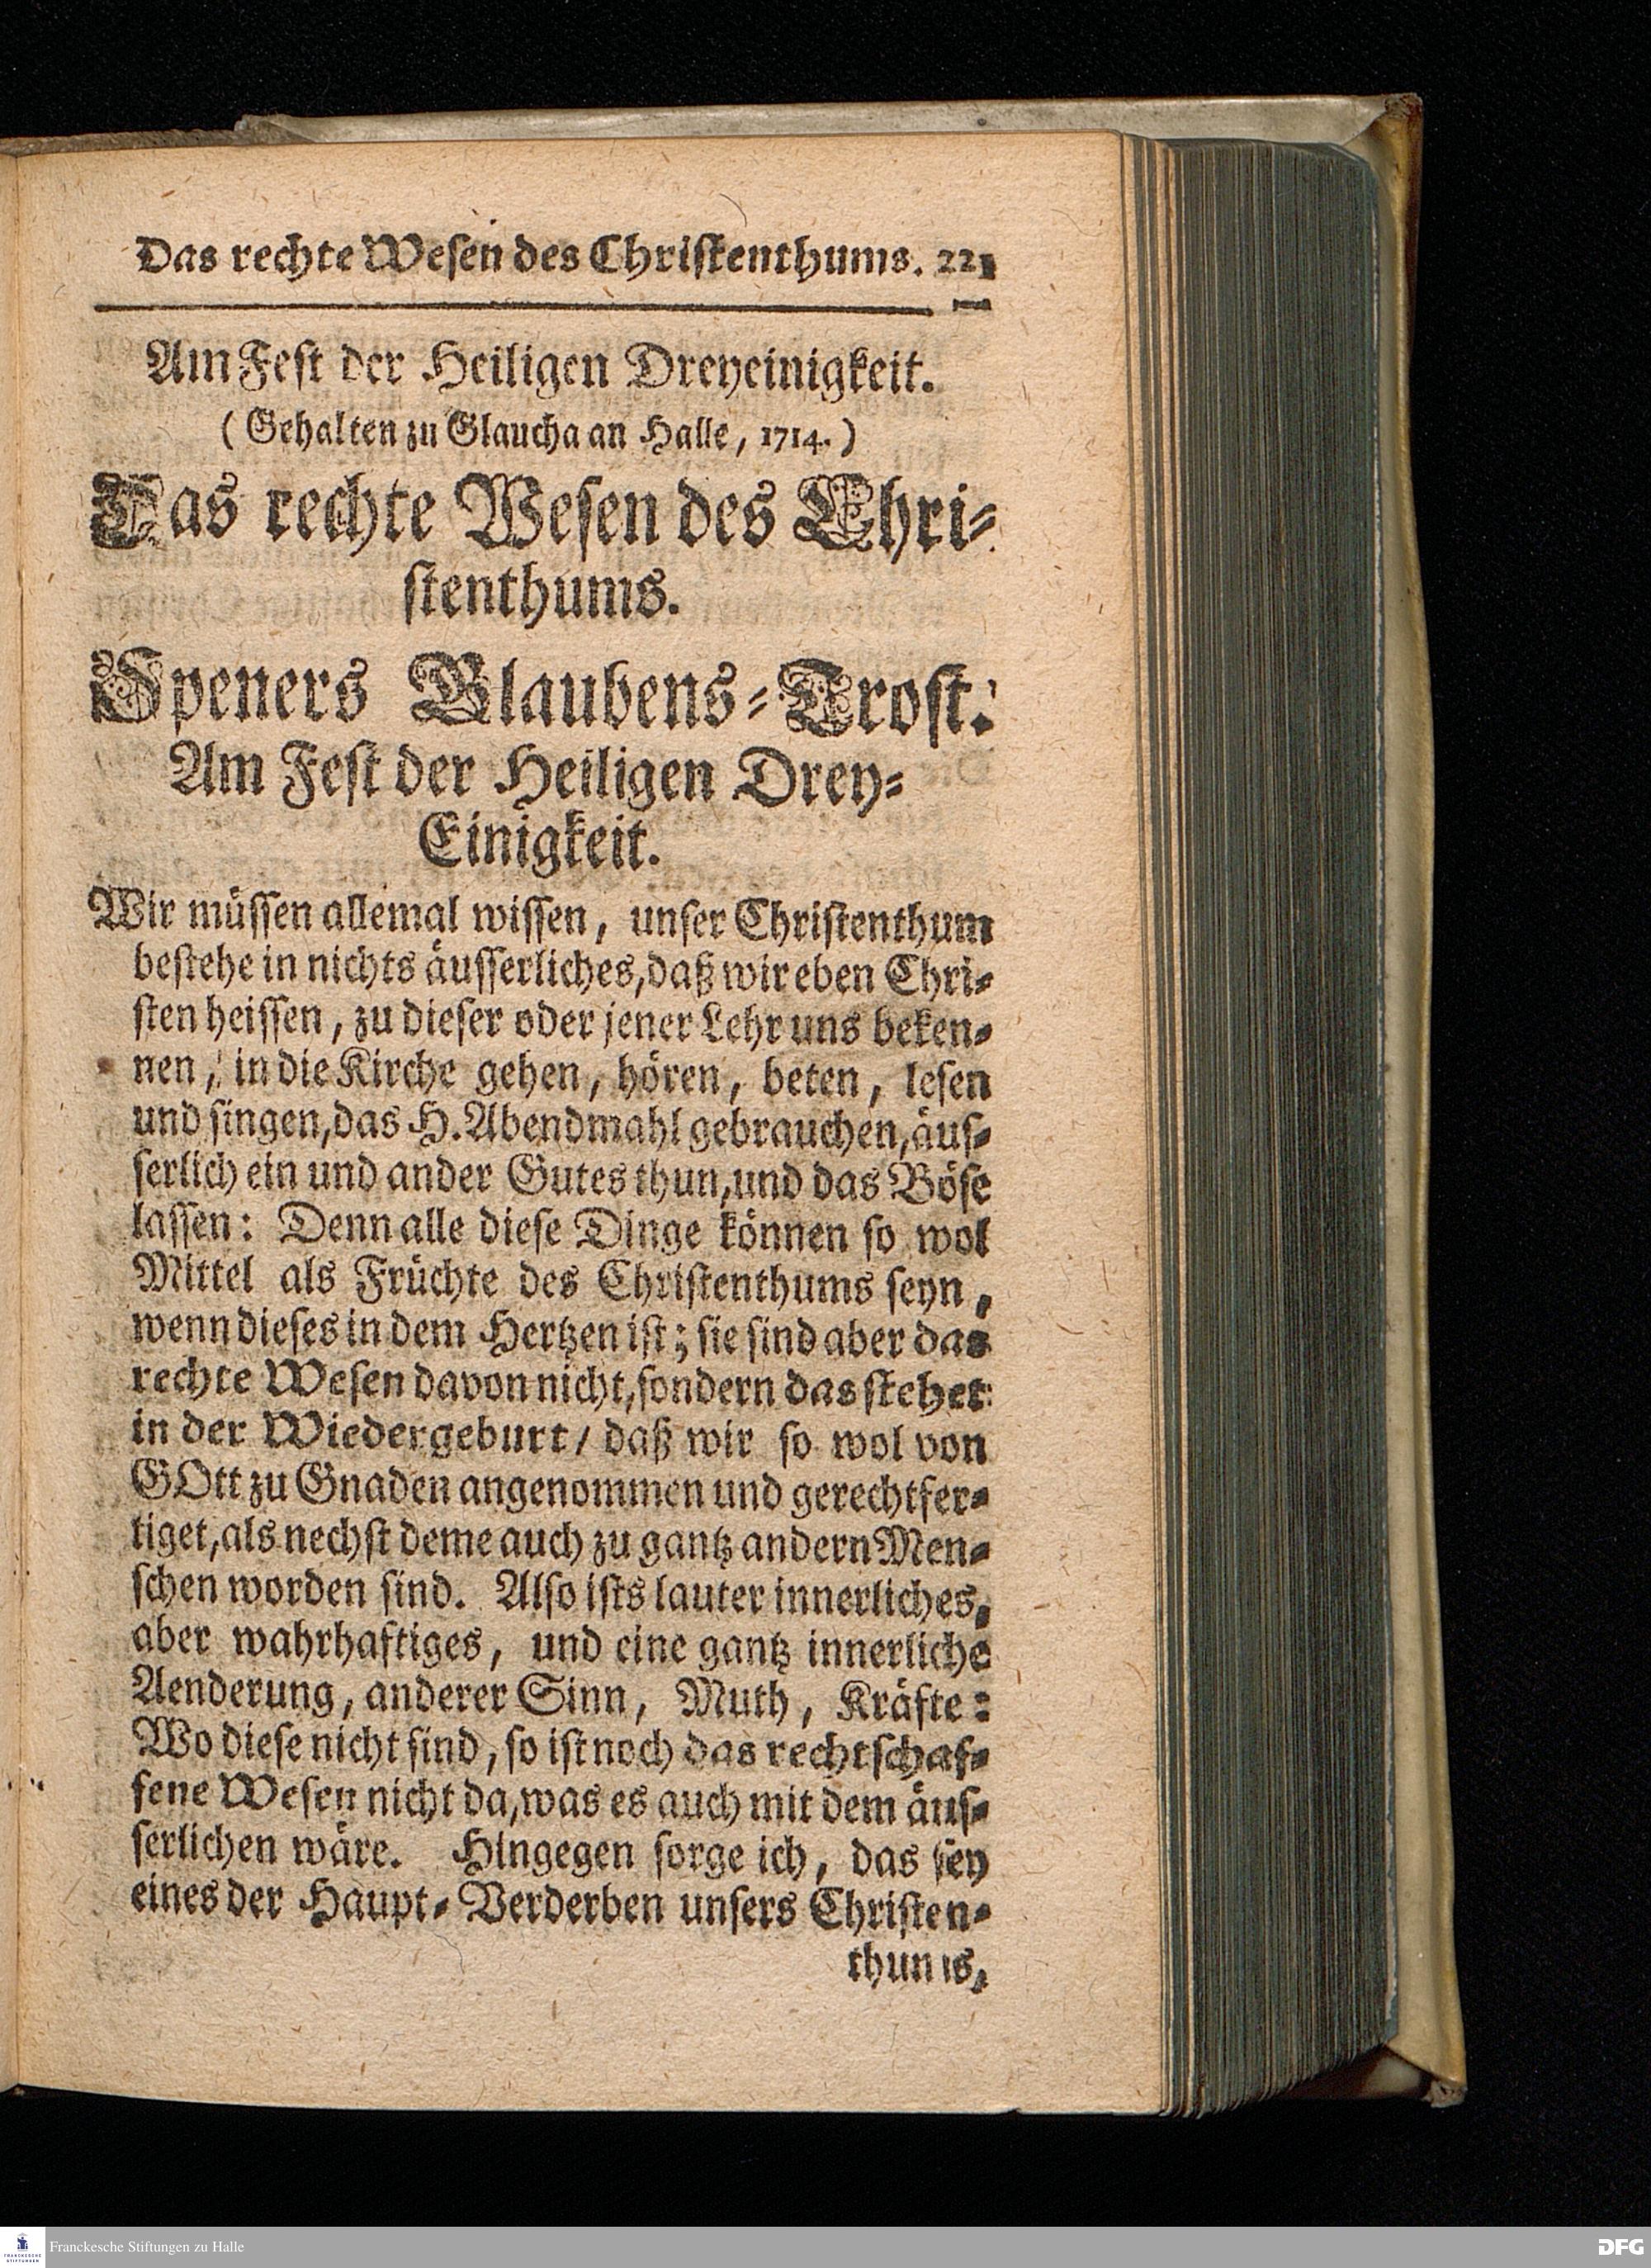 Das rechte Wesen des Christenthums. 221
Am Fest der Heiligen Dreyeinigkeit.
( Gehalten zu Glaucha an Halle, 1714. )
Das rechte Wesen des Chri-
stenthums.
Speners Glaubens-Trost.
Am Fest der Heiligen Drey-
Einigkeit.
Wir müssen allemal wissen, unser Christenthum
bestehe in nichts äusserliches, daß wir eben Chri-
sten heissen, zu dieser oder jener Lehr uns beken-
nen, in die Kirche gehen, hören, beten, lesen
und singen, das H. Abendmahl gebrauchen, äus-
serlich ein und ander Gutes thun, und das Böse
lassen: Denn alle diese Dinge können so wol
Mittel als Früchte des Christenthums seyn,
wenn dieses in dem Hertzen ist; sie sind aber das
rechte Wesen davon nicht, sondern das stehet
in der Wiedergeburt / daß wir so wol von
GOtt zu Gnaden angenommen und gerechtfer-
tiget, als nechst deme auch zu gantz andern Men-
schen worden sind. Also ists lauter innerliches,
aber wahrhaftiges, und eine gantz innerliche
Aenderung, anderer Sinn, Muth, Kräfte:
Wo diese nicht sind, so ist noch das rechtschaf-
fene Wesen nicht da, was es auch mit dem äus-
serlichen wäre. Hingegen sorge ich, das sey
eines der Haupt-Verderben unsers Christen-
thums,
Franckesche Stiftungen zu Halle
FRANCKESCHE
STIFTUNGEN
DFG